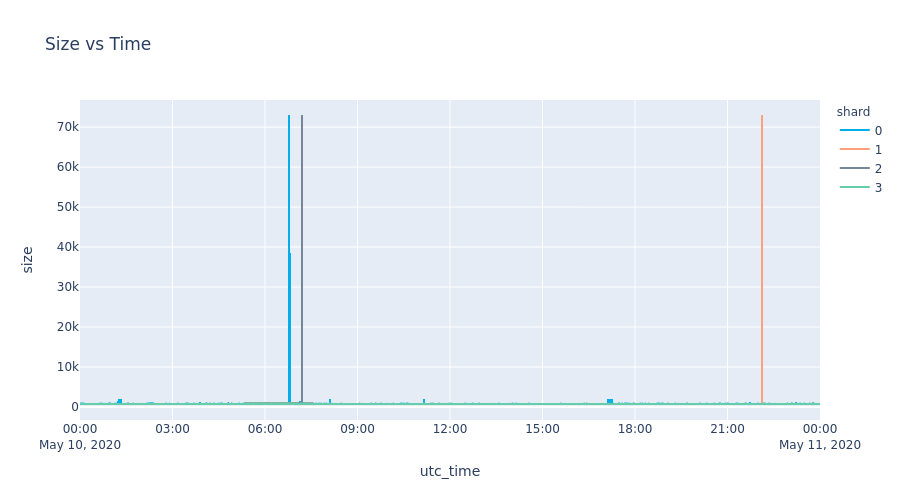 Size vs Time
shard
0
1
2
3
70k
60k
50k
40k
30k
20k
10k
0
size
00:00 03:00 06:00 09:00 12:00 15:00 18:00 21:00 00:00
May 10, 2020 May 11, 2020
utc_time